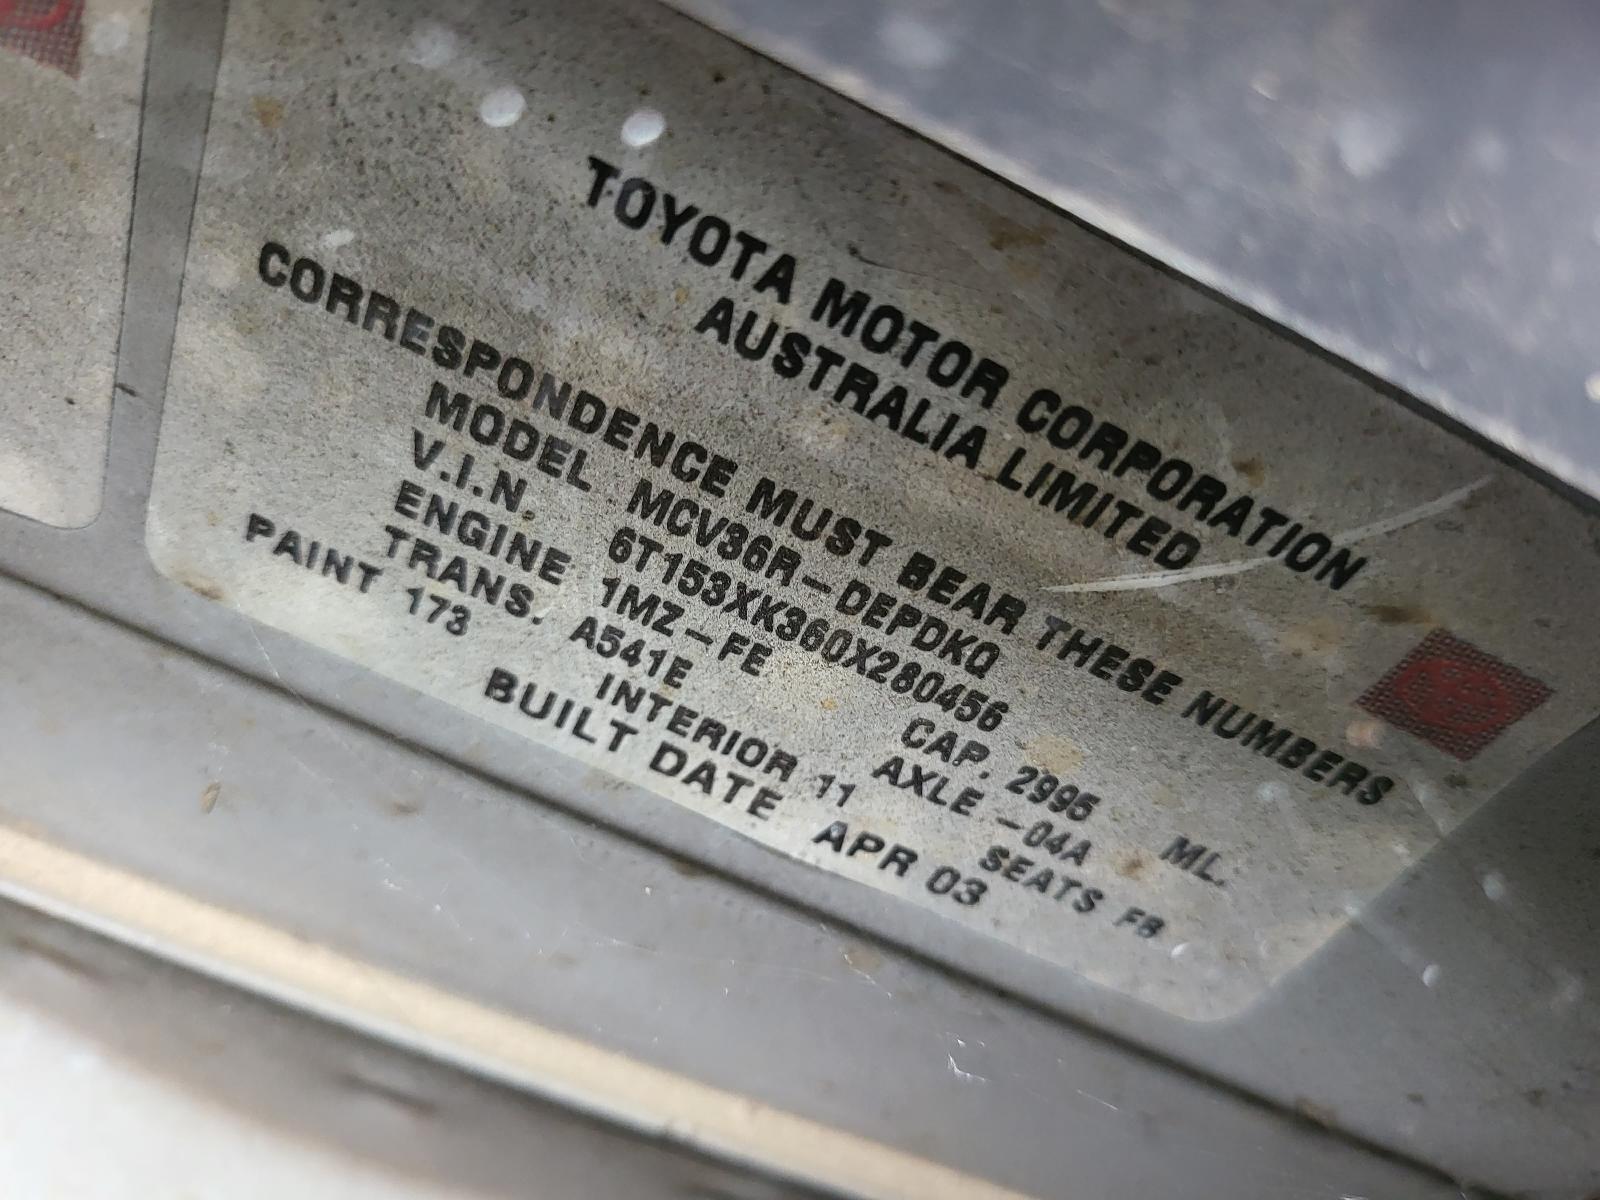 TOYOTA MOTOR CORPORATION
AUSTRALIA LIMITED
CORRESPONDENCE MUST BEAR THESE NUMBERS
MODEL MCV36R-DEPDKQ
V.I.N. 6T153XK360X280456
ENGINE 1MZ-FE CAP. 2995 ML.
TRANS. A541E AXLE -04A
PAINT 173 INTERIOR 11 SEATS FB
BUILT DATE APR 03